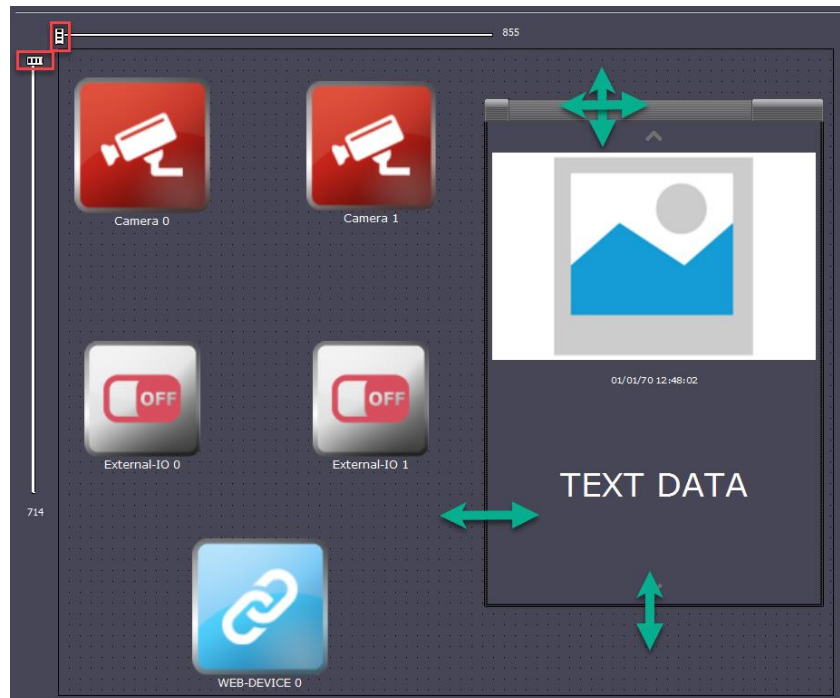 855
Camera 0
Camera 1
01/01/70 12:48:02
OFF
OFF
External-IO 0
External-IO 1
TEXT DATA
714
WEB-DEVICE 0